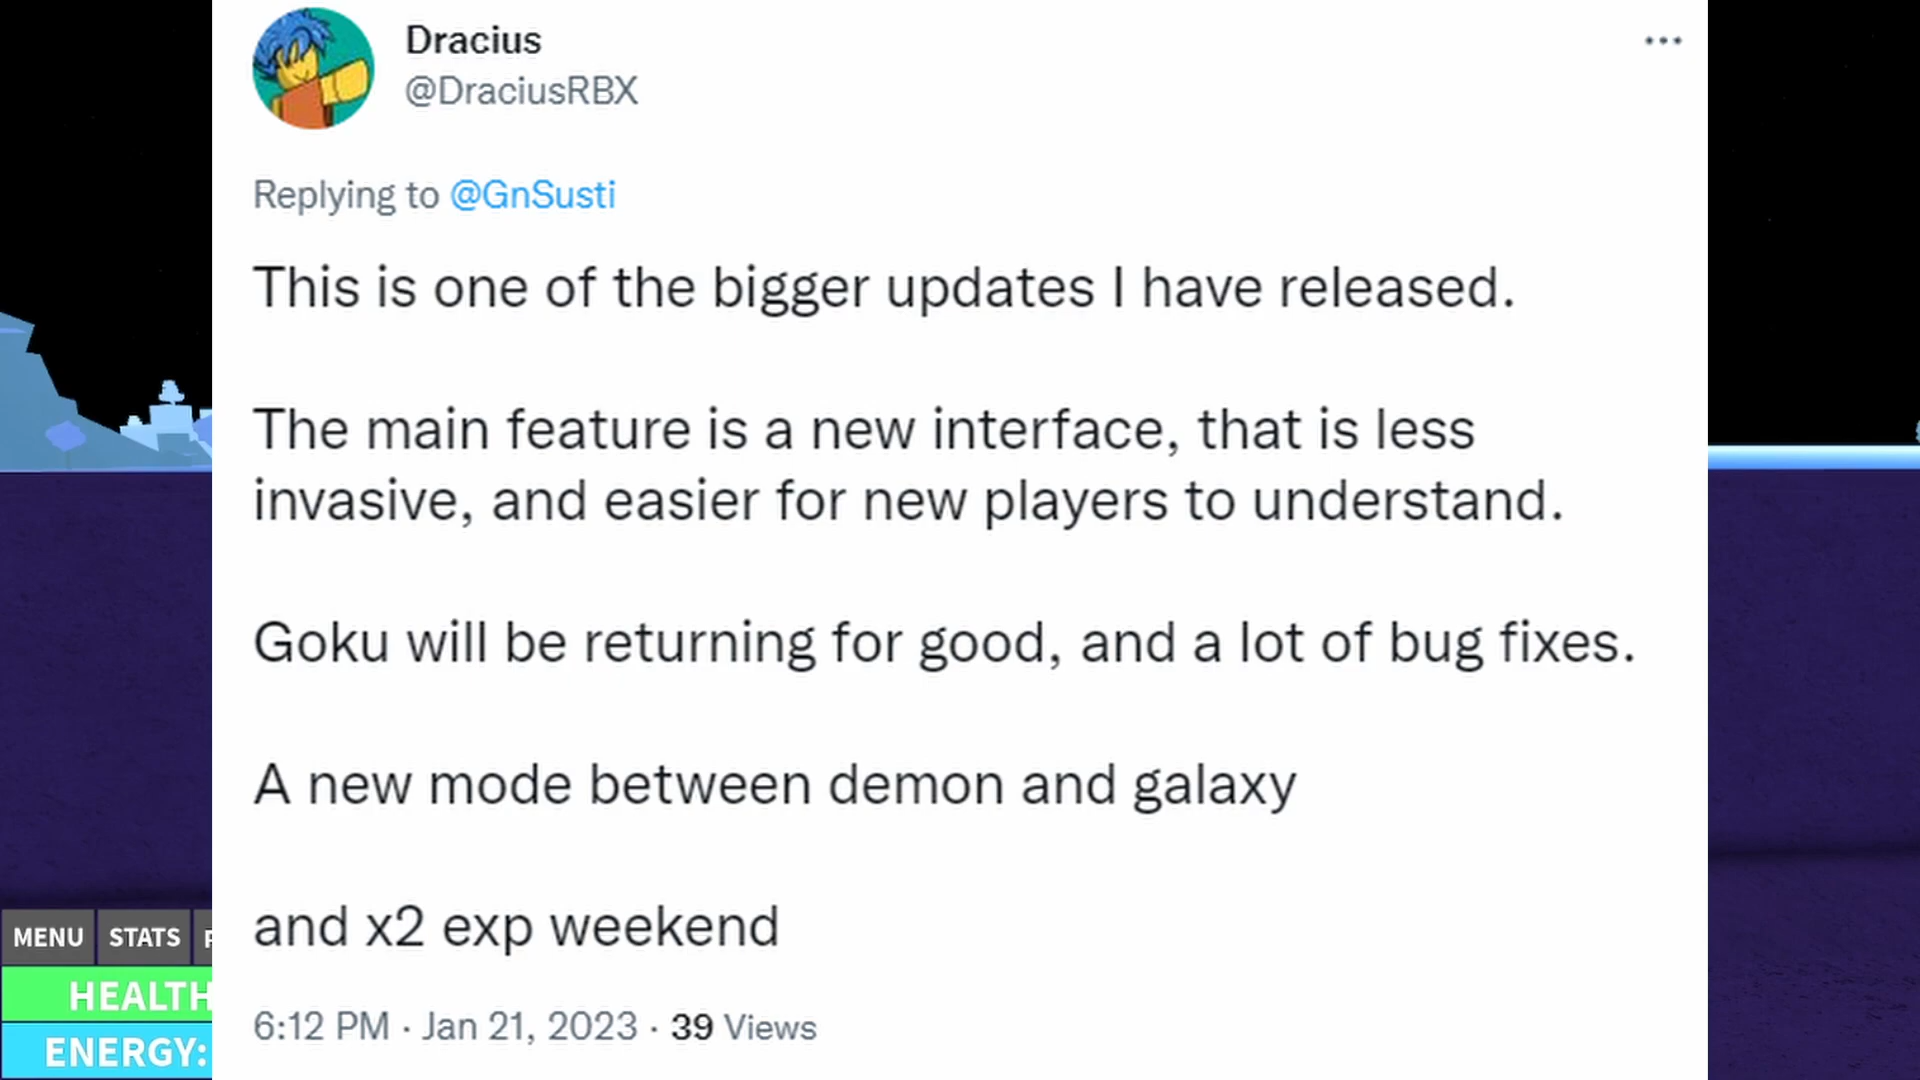 Dracius
@DraciusRBX
Replying to @GnSusti
This is one of the bigger updates I have released.
The main feature is a new interface, that is less
invasive, and easier for new players to understand.
Goku will be returning for good, and a lot of bug fixes.
A new mode between demon and galaxy
and x2 exp weekend
6:12 PM · Jan 21, 2023 · 39 Views
MENU STATS
HEALTH
ENERGY: